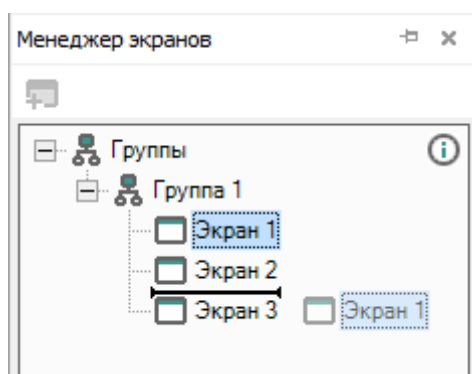 Менеджер экранов
Группы
Группа 1
Экран 1
Экран 2
Экран 3 Экран 1